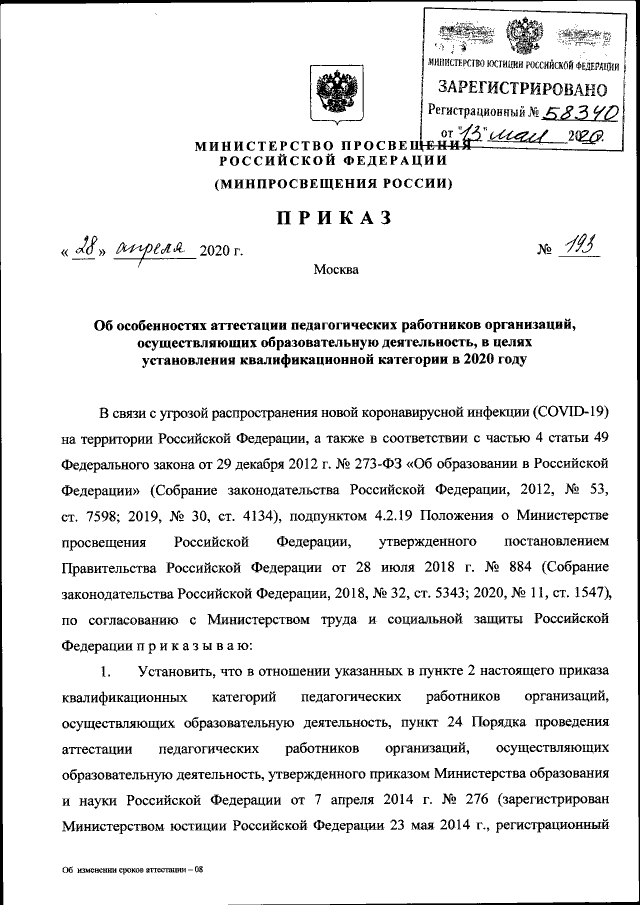 МИНИСТЕРСТВО ЮСТИЦИИ РОССИЙСКОЙ ФЕДЕРАЦИИ
ЗАРЕГИСТРИРОВАНО
Регистрационный № 58340
от "13" мая 2020.
МИНИСТЕРСТВО ПРОСВЕЩЕНИЯ
РОССИЙСКОЙ ФЕДЕРАЦИИ
(МИНПРОСВЕЩЕНИЯ РОССИИ)
П Р И К А З
« 28 » апреля 2020 г. № 193
Москва
Об особенностях аттестации педагогических работников организаций,
осуществляющих образовательную деятельность, в целях
установления квалификационной категории в 2020 году
В связи с угрозой распространения новой коронавирусной инфекции (COVID-19)
на территории Российской Федерации, а также в соответствии с частью 4 статьи 49
Федерального закона от 29 декабря 2012 г. № 273-ФЗ «Об образовании в Российской
Федерации» (Собрание законодательства Российской Федерации, 2012, № 53,
ст. 7598; 2019, № 30, ст. 4134), подпунктом 4.2.19 Положения о Министерстве
просвещения Российской Федерации, утвержденного постановлением
Правительства Российской Федерации от 28 июля 2018 г. № 884 (Собрание
законодательства Российской Федерации, 2018, № 32, ст. 5343; 2020, № 11, ст. 1547),
по согласованию с Министерством труда и социальной защиты Российской
Федерации п р и к а з ы в а ю:
1. Установить, что в отношении указанных в пункте 2 настоящего приказа
квалификационных категорий педагогических работников организаций,
осуществляющих образовательную деятельность, пункт 24 Порядка проведения
аттестации педагогических работников организаций, осуществляющих
образовательную деятельность, утвержденного приказом Министерства образования
и науки Российской Федерации от 7 апреля 2014 г. № 276 (зарегистрирован
Министерством юстиции Российской Федерации 23 мая 2014 г., регистрационный
Об изменении сроков аттестации – 08